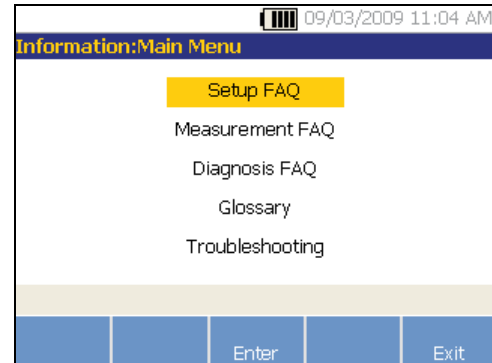 09/03/2009 11:04 AM
Information:Main Menu
Setup FAQ
Measurement FAQ
Diagnosis FAQ
Glossary
Troubleshooting
Enter Exit